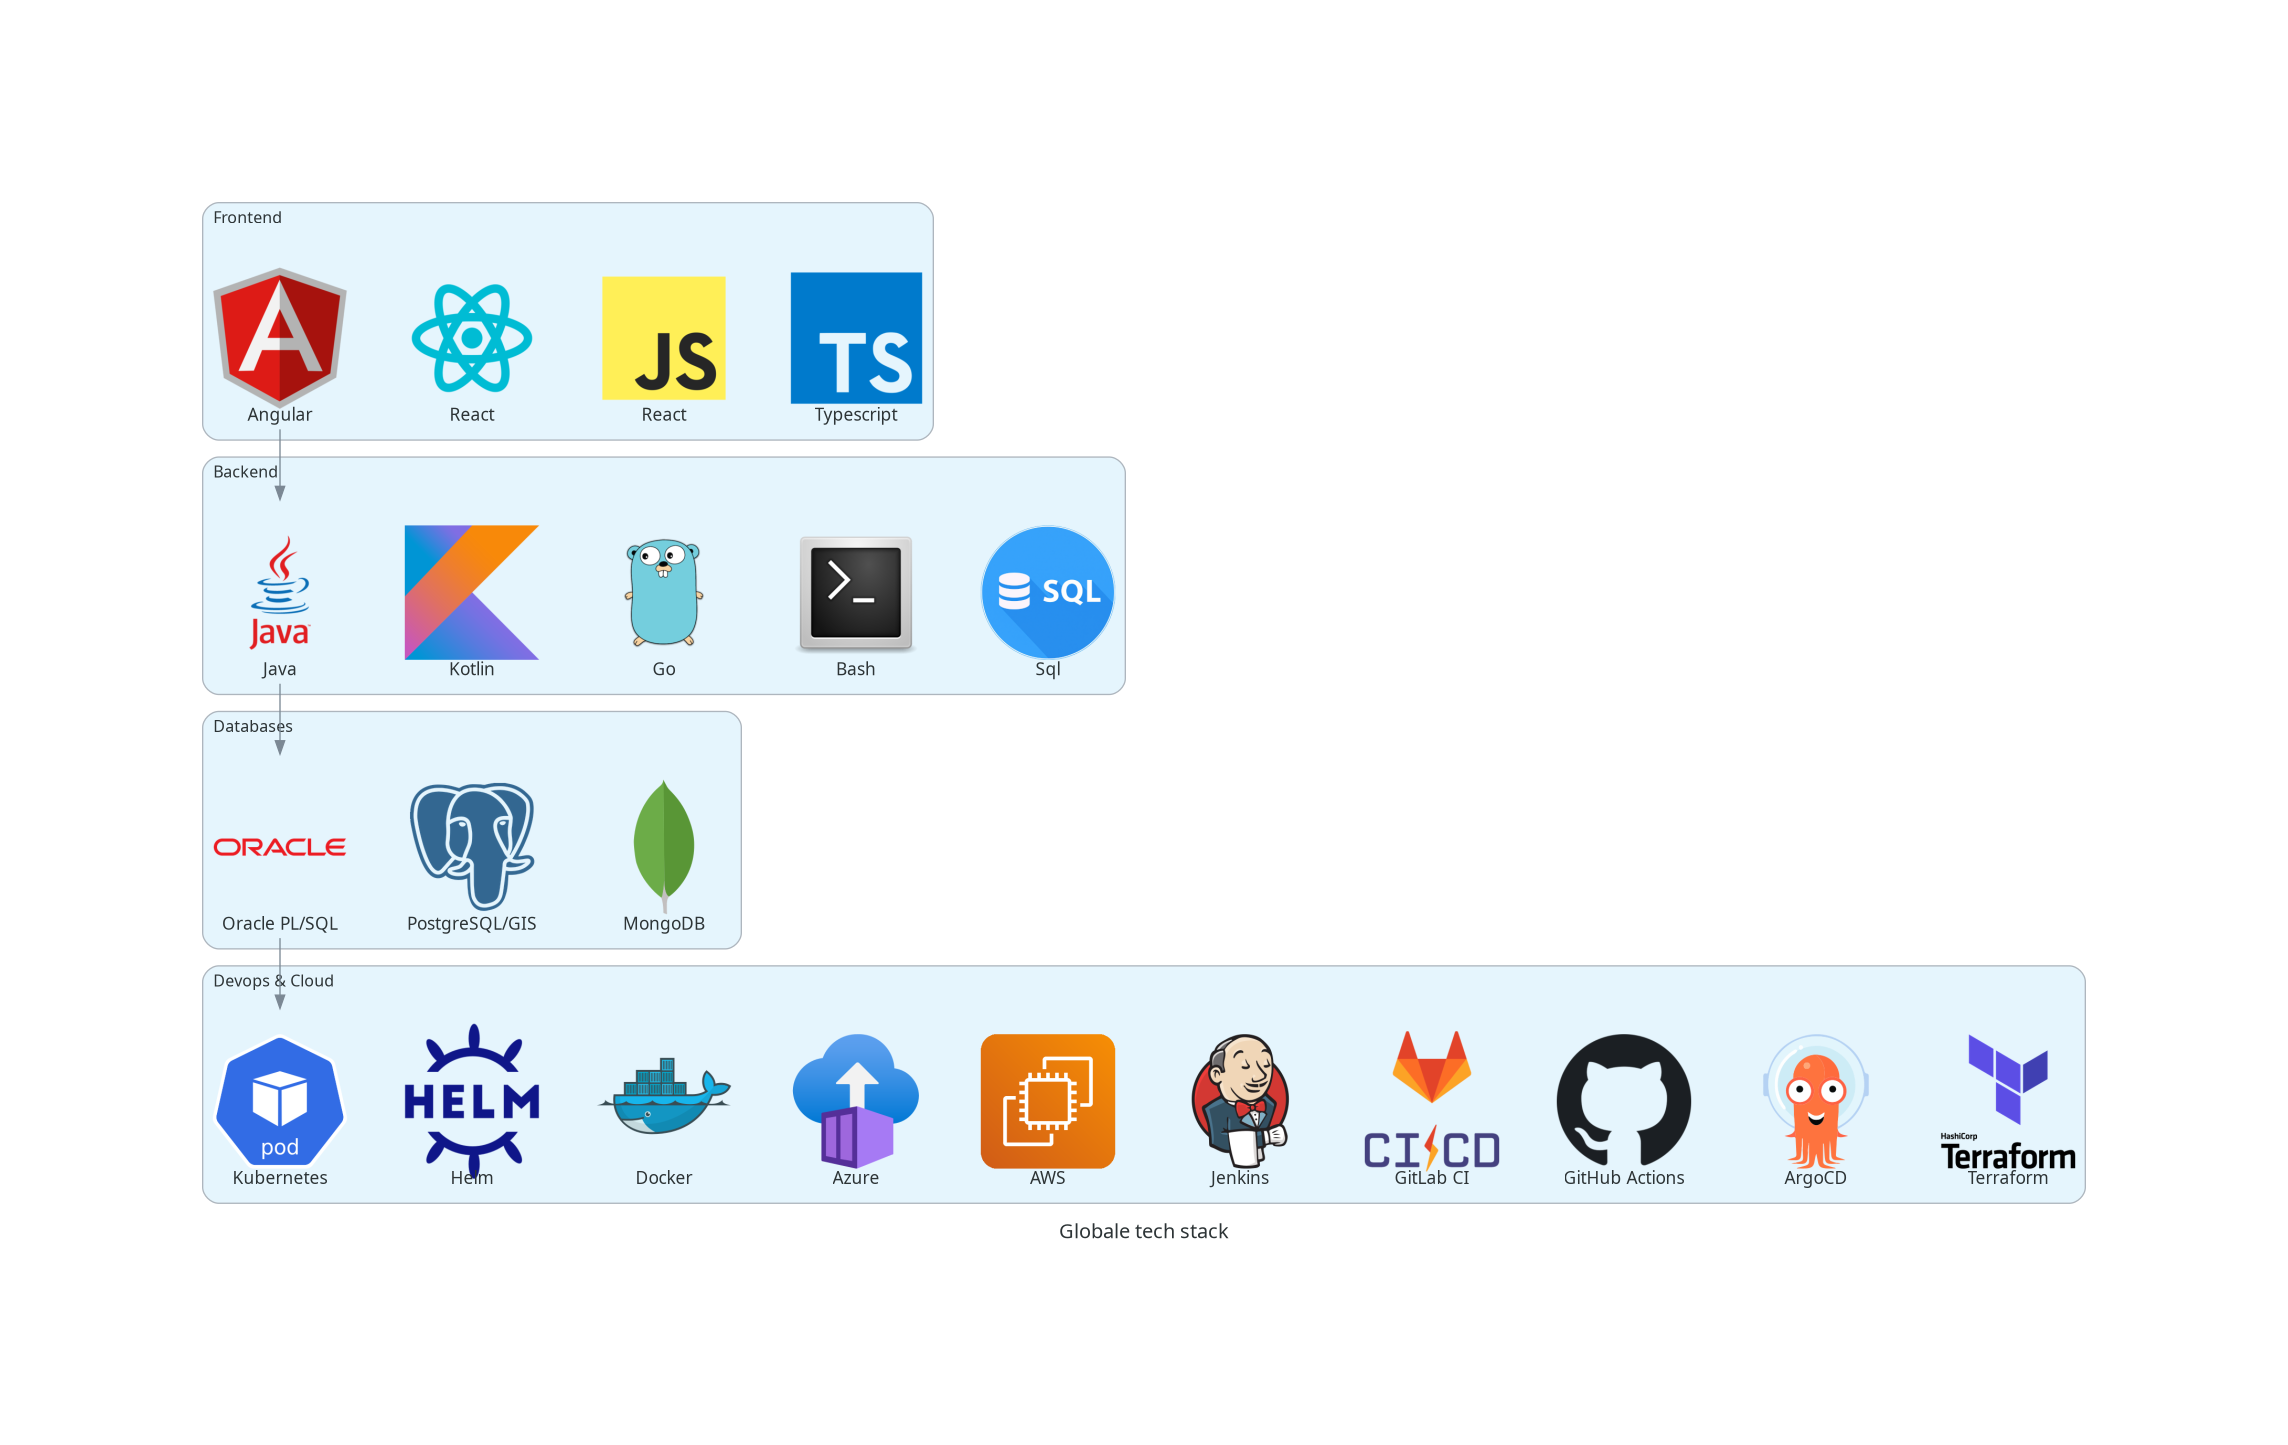 Frontend
JS
TS
Angular
React
React
Typescript
Backend
Java
SQL
Java
Kotlin
Go
Bash
Sql
Databases
ORACLE
Oracle PL/SQL
PostgreSQL/GIS
MongoDB
Devops & Cloud
pod
HELM
CI CD
HashiCorp
Terraform
Kubernetes
Helm
Docker
Azure
AWS
Jenkins
GitLab CI
GitHub Actions
ArgoCD
Terraform
Globale tech stack